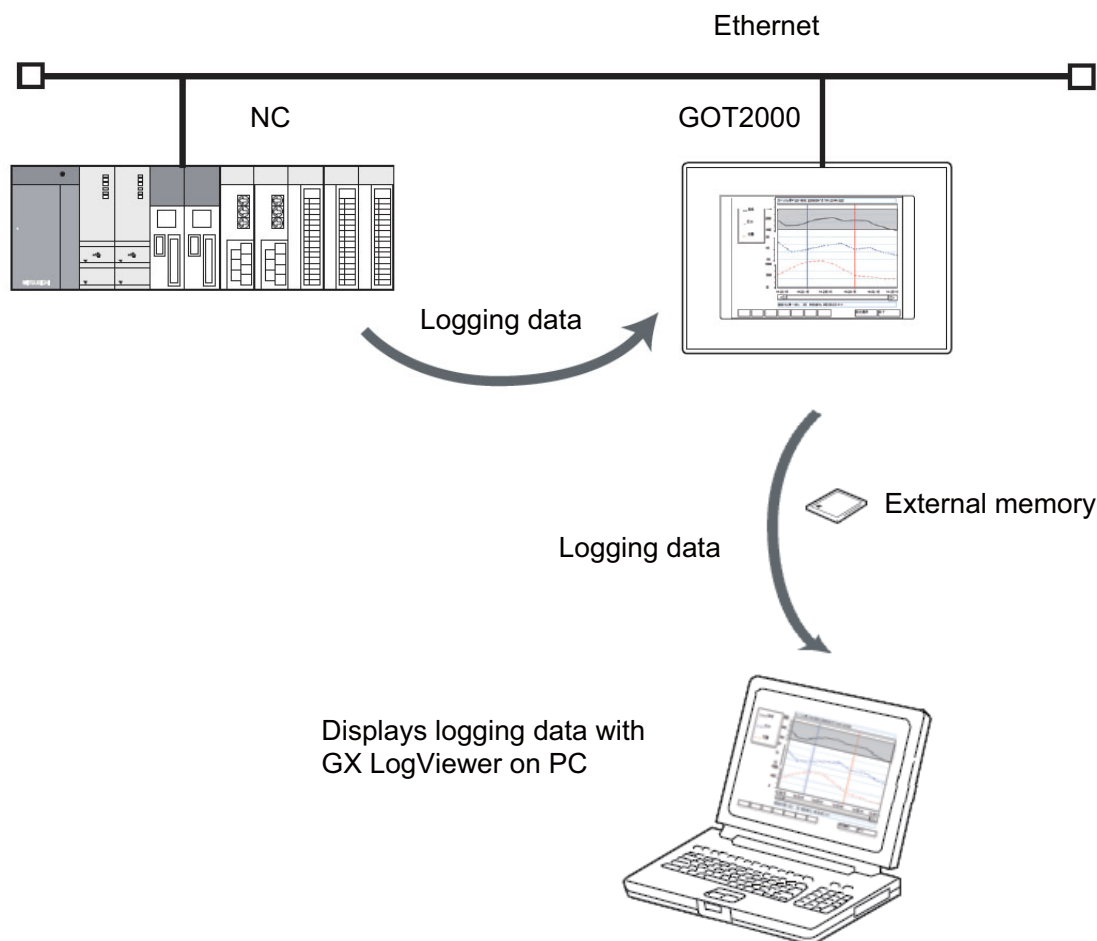 Ethernet
NC
GOT2000
Logging data
External memory
Logging data
Displays logging data with
GX LogViewer on PC